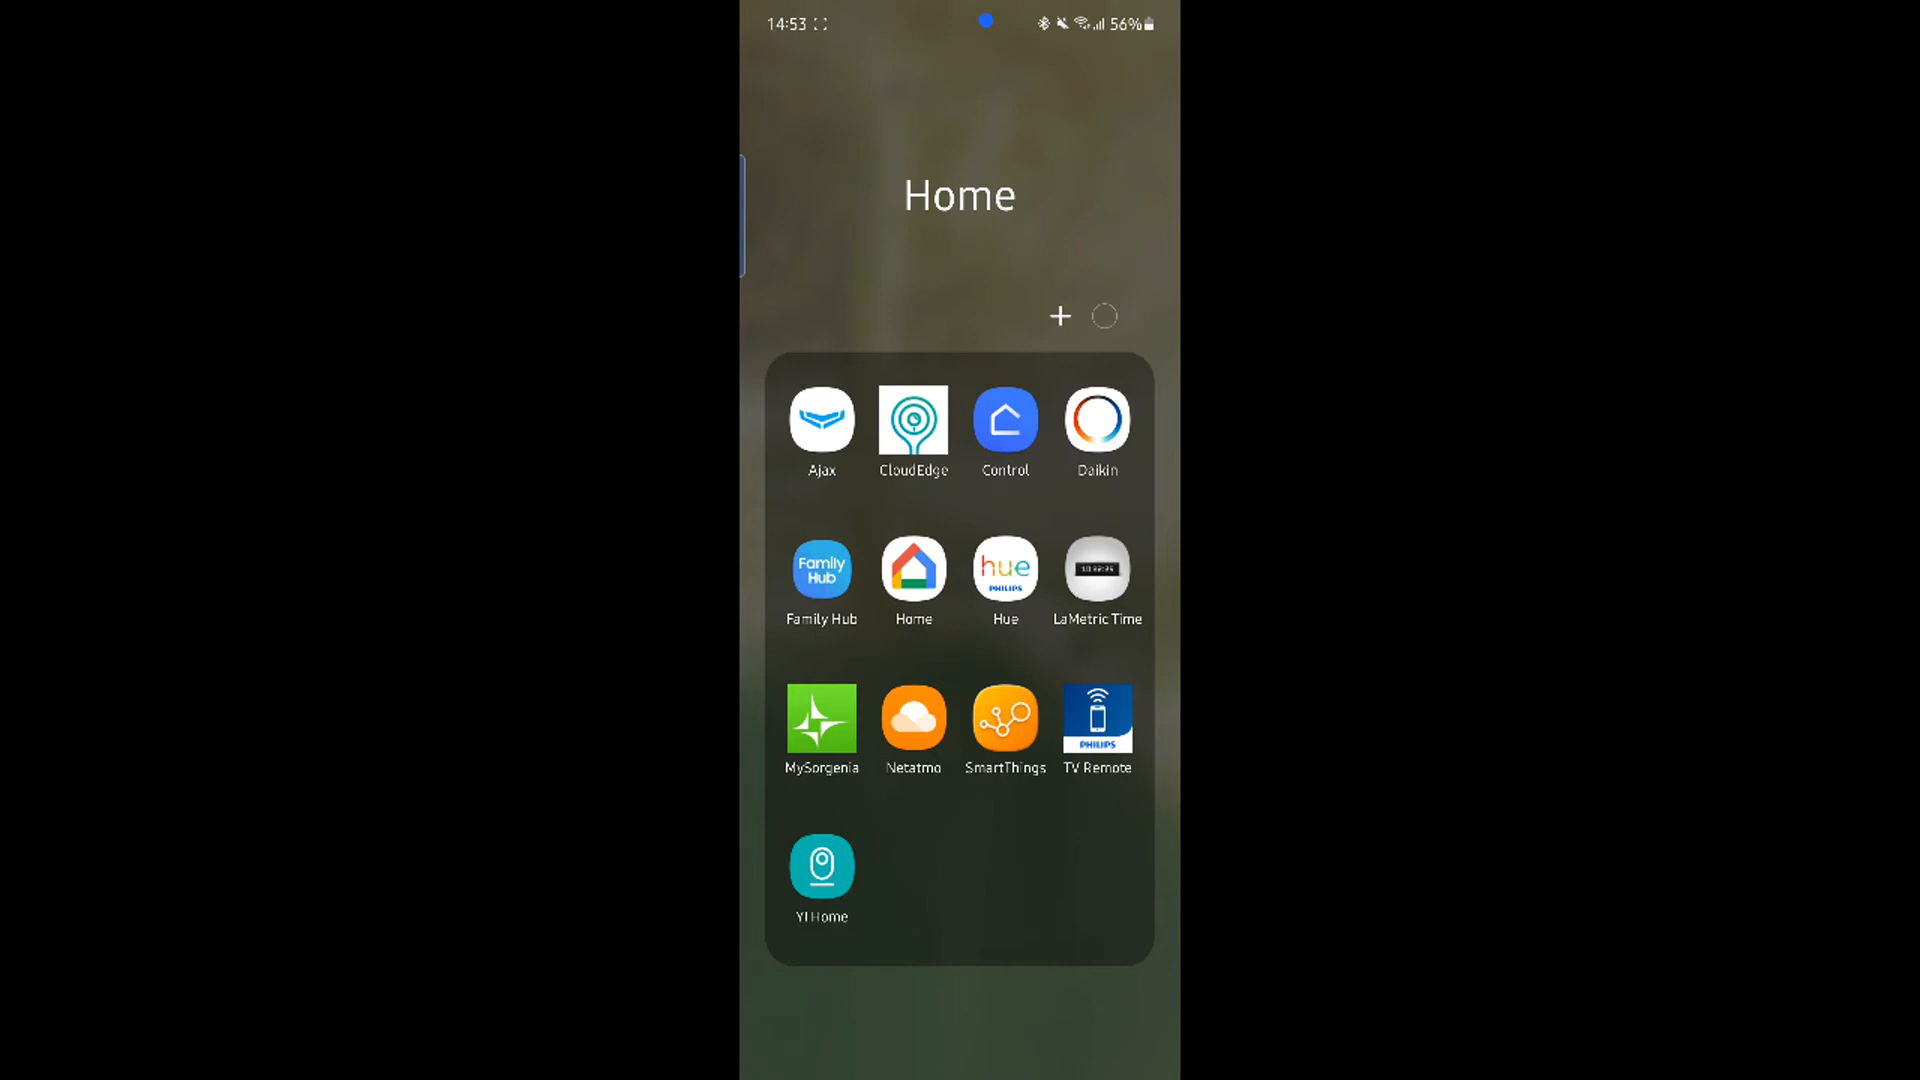 14:53
56%
Home
+
Ajax
CloudEdge
Control
Daikin
Family
Hub
hue
PHILIPS
Family Hub
Home
Hue
LaMetric Time
PHILIPS
MySorgenia
Netatmo
SmartThings
TV Remote
YI Home